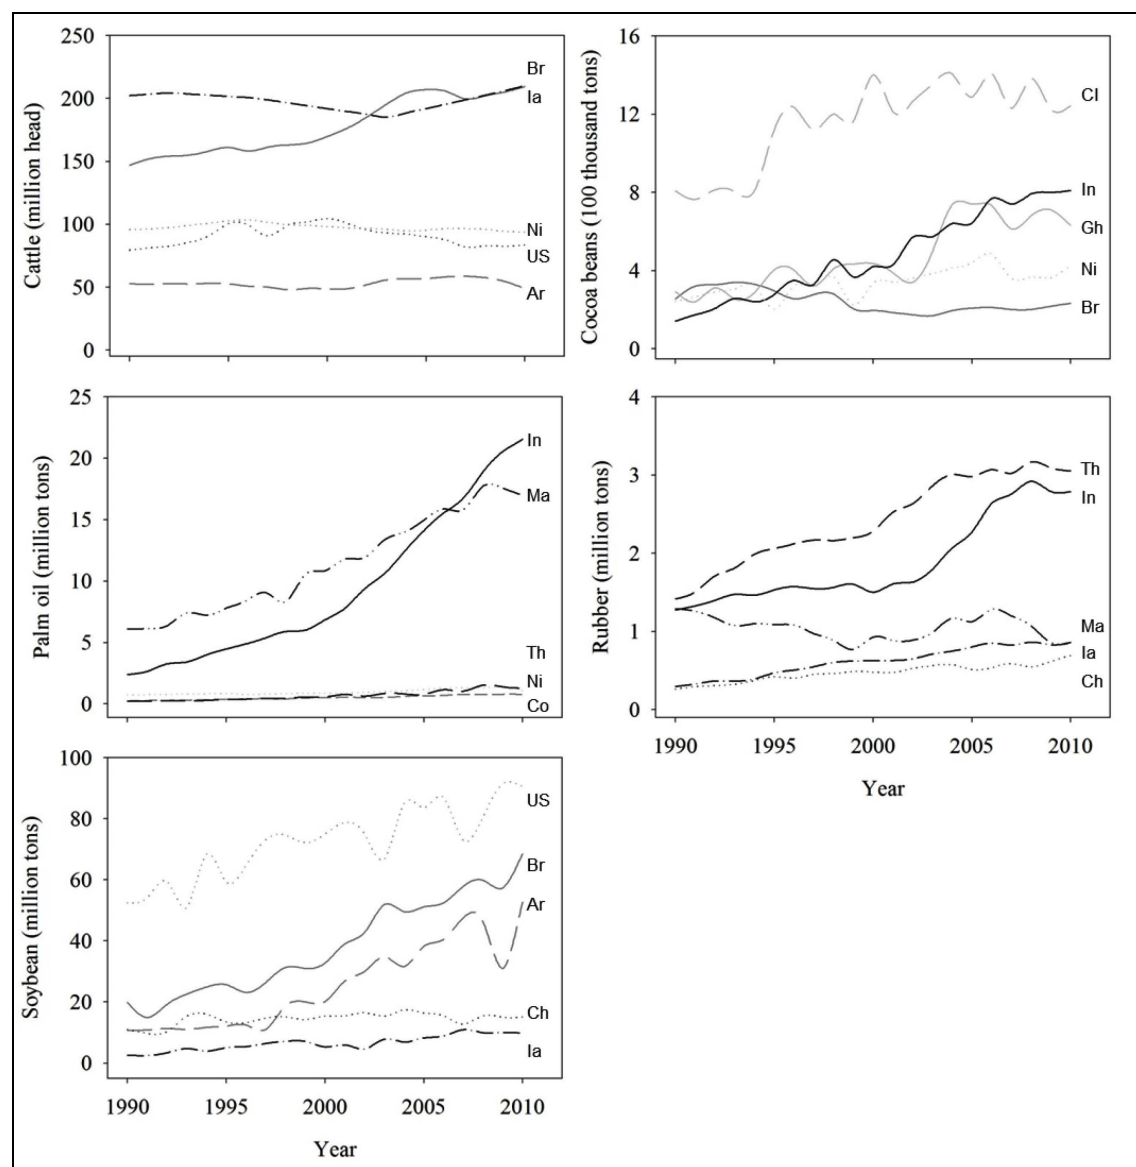 Cattle (million head)
250
200
150
100
50
0
Br
Ia
Ni
US
Ar
Cocoa beans (100 thousand tons)
16
12
8
4
0
CI
In
Gh
Ni
Br
Palm oil (million tons)
25
20
15
10
5
0
In
Ma
Th
Ni
Co
Rubber (million tons)
4
3
2
1
0
Th
In
Ma
Ia
Ch
1990 1995 2000 2005 2010
Year
Soybean (million tons)
100
80
60
40
20
0
US
Br
Ar
Ch
Ia
1990 1995 2000 2005 2010
Year